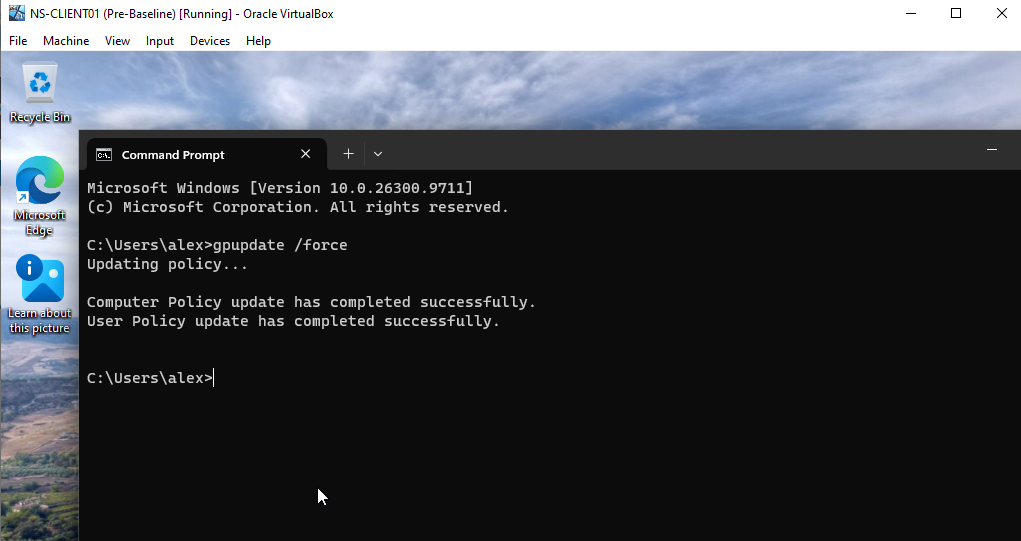 NS-CLIENT01 (Pre-Baseline) [Running] - Oracle VirtualBox
File Machine View Input Devices Help
Recycle Bin
Microsoft
Edge
Learn about
this picture
Command Prompt
Microsoft Windows [Version 10.0.26300.9711]
(c) Microsoft Corporation. All rights reserved.
C:\Users\alex>gpupdate /force
Updating policy...
Computer Policy update has completed successfully.
User Policy update has completed successfully.
C:\Users\alex>